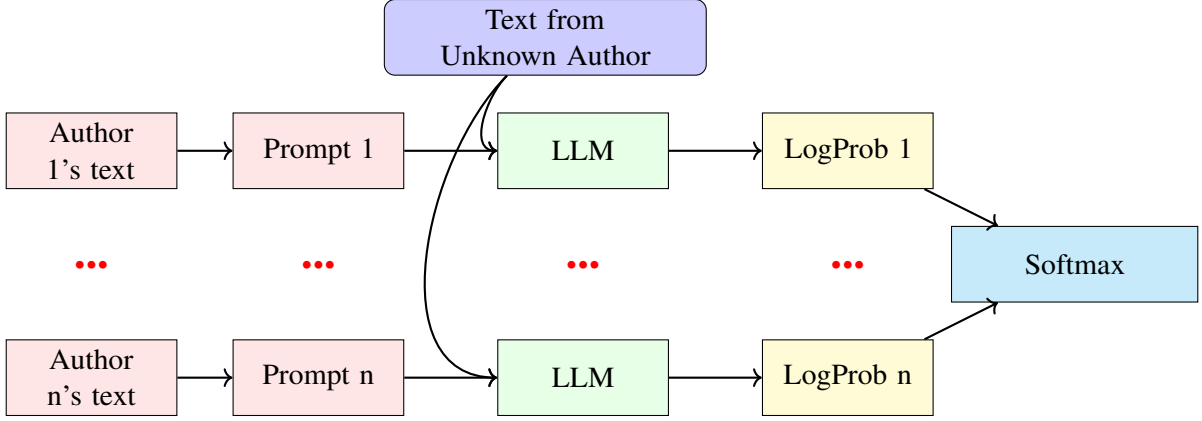 Text from
Unknown Author
Author
1's text
Prompt 1
LLM
LogProb 1
...
...
...
...
Softmax
Author
n's text
Prompt n
LLM
LogProb n